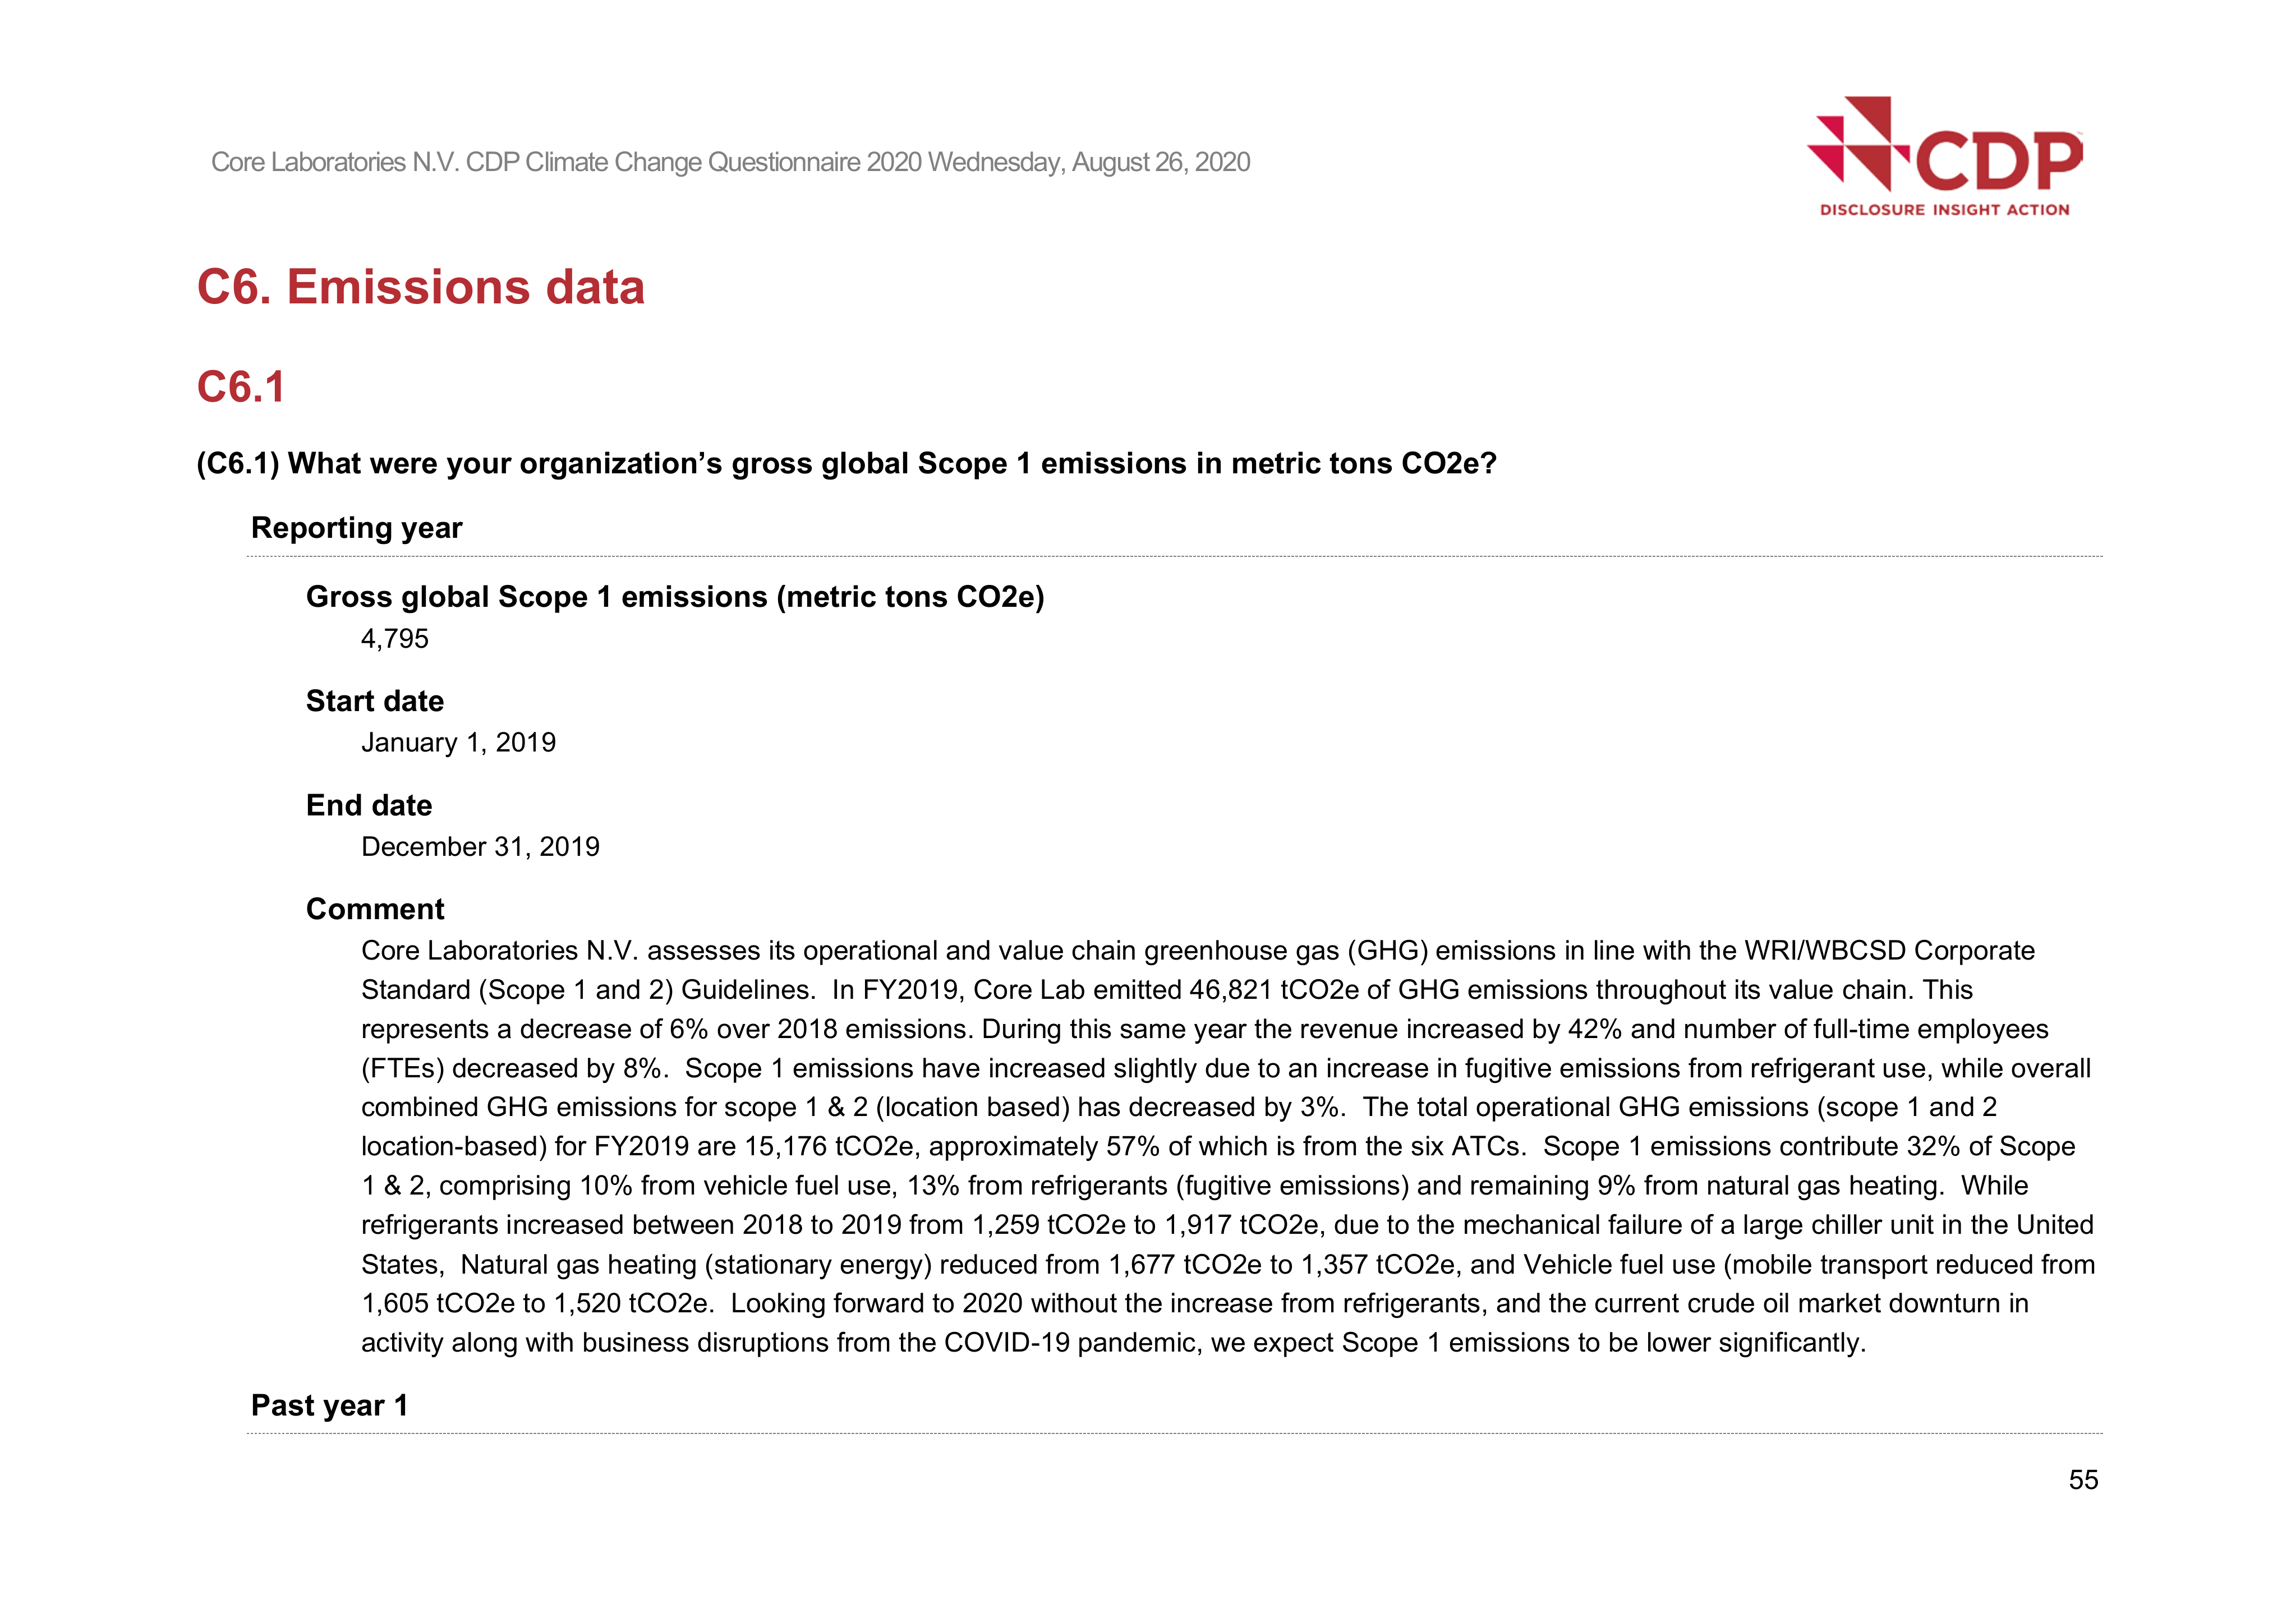 Core Laboratories N.V. CDP Climate Change Questionnaire 2020 Wednesday, August 26, 2020
CDP
DISCLOSURE INSIGHT ACTION
C6. Emissions data
C6.1
(C6.1) What were your organization’s gross global Scope 1 emissions in metric tons CO2e?
Reporting year
Gross global Scope 1 emissions (metric tons CO2e)
4,795
Start date
January 1, 2019
End date
December 31, 2019
Comment
Core Laboratories N.V. assesses its operational and value chain greenhouse gas (GHG) emissions in line with the WRI/WBCSD Corporate
Standard (Scope 1 and 2) Guidelines.  In FY2019, Core Lab emitted 46,821 tCO2e of GHG emissions throughout its value chain. This
represents a decrease of 6% over 2018 emissions. During this same year the revenue increased by 42% and number of full-time employees
(FTEs) decreased by 8%.  Scope 1 emissions have increased slightly due to an increase in fugitive emissions from refrigerant use, while overall
combined GHG emissions for scope 1 & 2 (location based) has decreased by 3%.  The total operational GHG emissions (scope 1 and 2
location-based) for FY2019 are 15,176 tCO2e, approximately 57% of which is from the six ATCs.  Scope 1 emissions contribute 32% of Scope
1 & 2, comprising 10% from vehicle fuel use, 13% from refrigerants (fugitive emissions) and remaining 9% from natural gas heating.  While
refrigerants increased between 2018 to 2019 from 1,259 tCO2e to 1,917 tCO2e, due to the mechanical failure of a large chiller unit in the United
States,  Natural gas heating (stationary energy) reduced from 1,677 tCO2e to 1,357 tCO2e, and Vehicle fuel use (mobile transport reduced from
1,605 tCO2e to 1,520 tCO2e.  Looking forward to 2020 without the increase from refrigerants, and the current crude oil market downturn in
activity along with business disruptions from the COVID-19 pandemic, we expect Scope 1 emissions to be lower significantly.
Past year 1
55